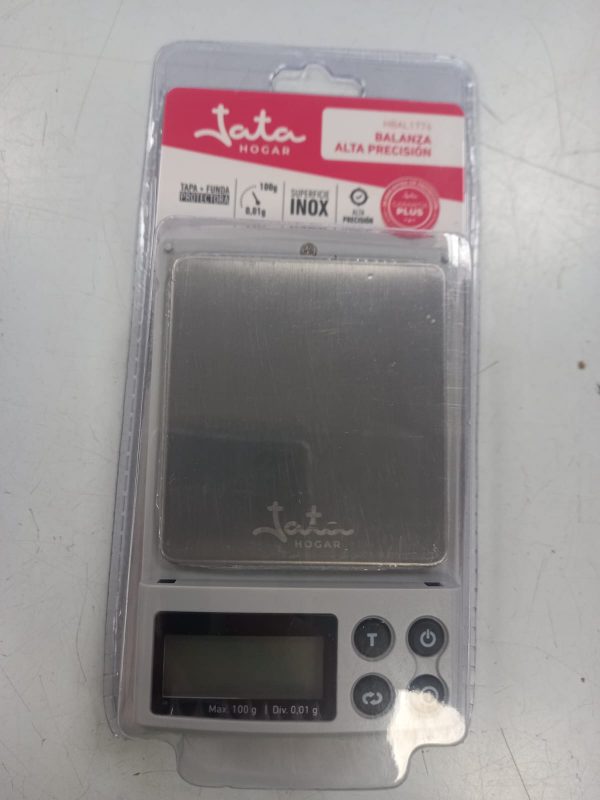 Jata
HOGAR
HBAL1776
BALANZA
ALTA PRECISIÓN
TAPA + FUNDA
PROTECTORA
100g
0,01g
SUPERFICIE
INOX
ALTA
PRECISIÓN
PLUS
Jata
HOGAR
T
Max. 100 g | Div. 0,01 g